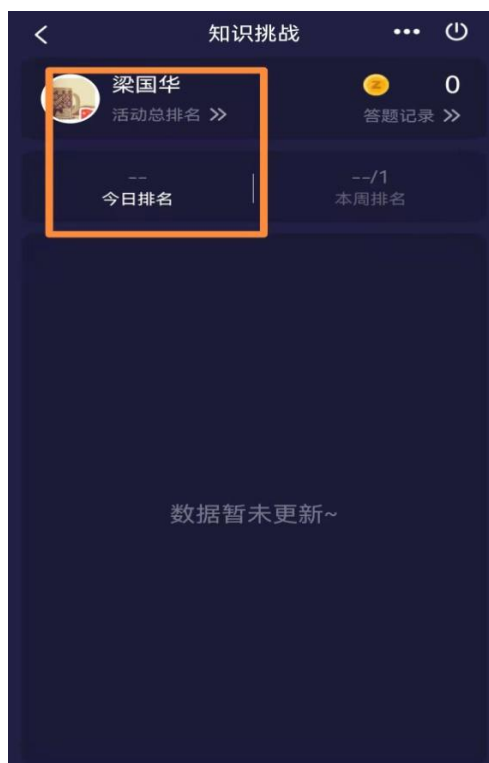 知识挑战
梁国华
0
活动总排名 >>
答题记录 >>
--
--/1
今日排名
本周排名
数据暂未更新~